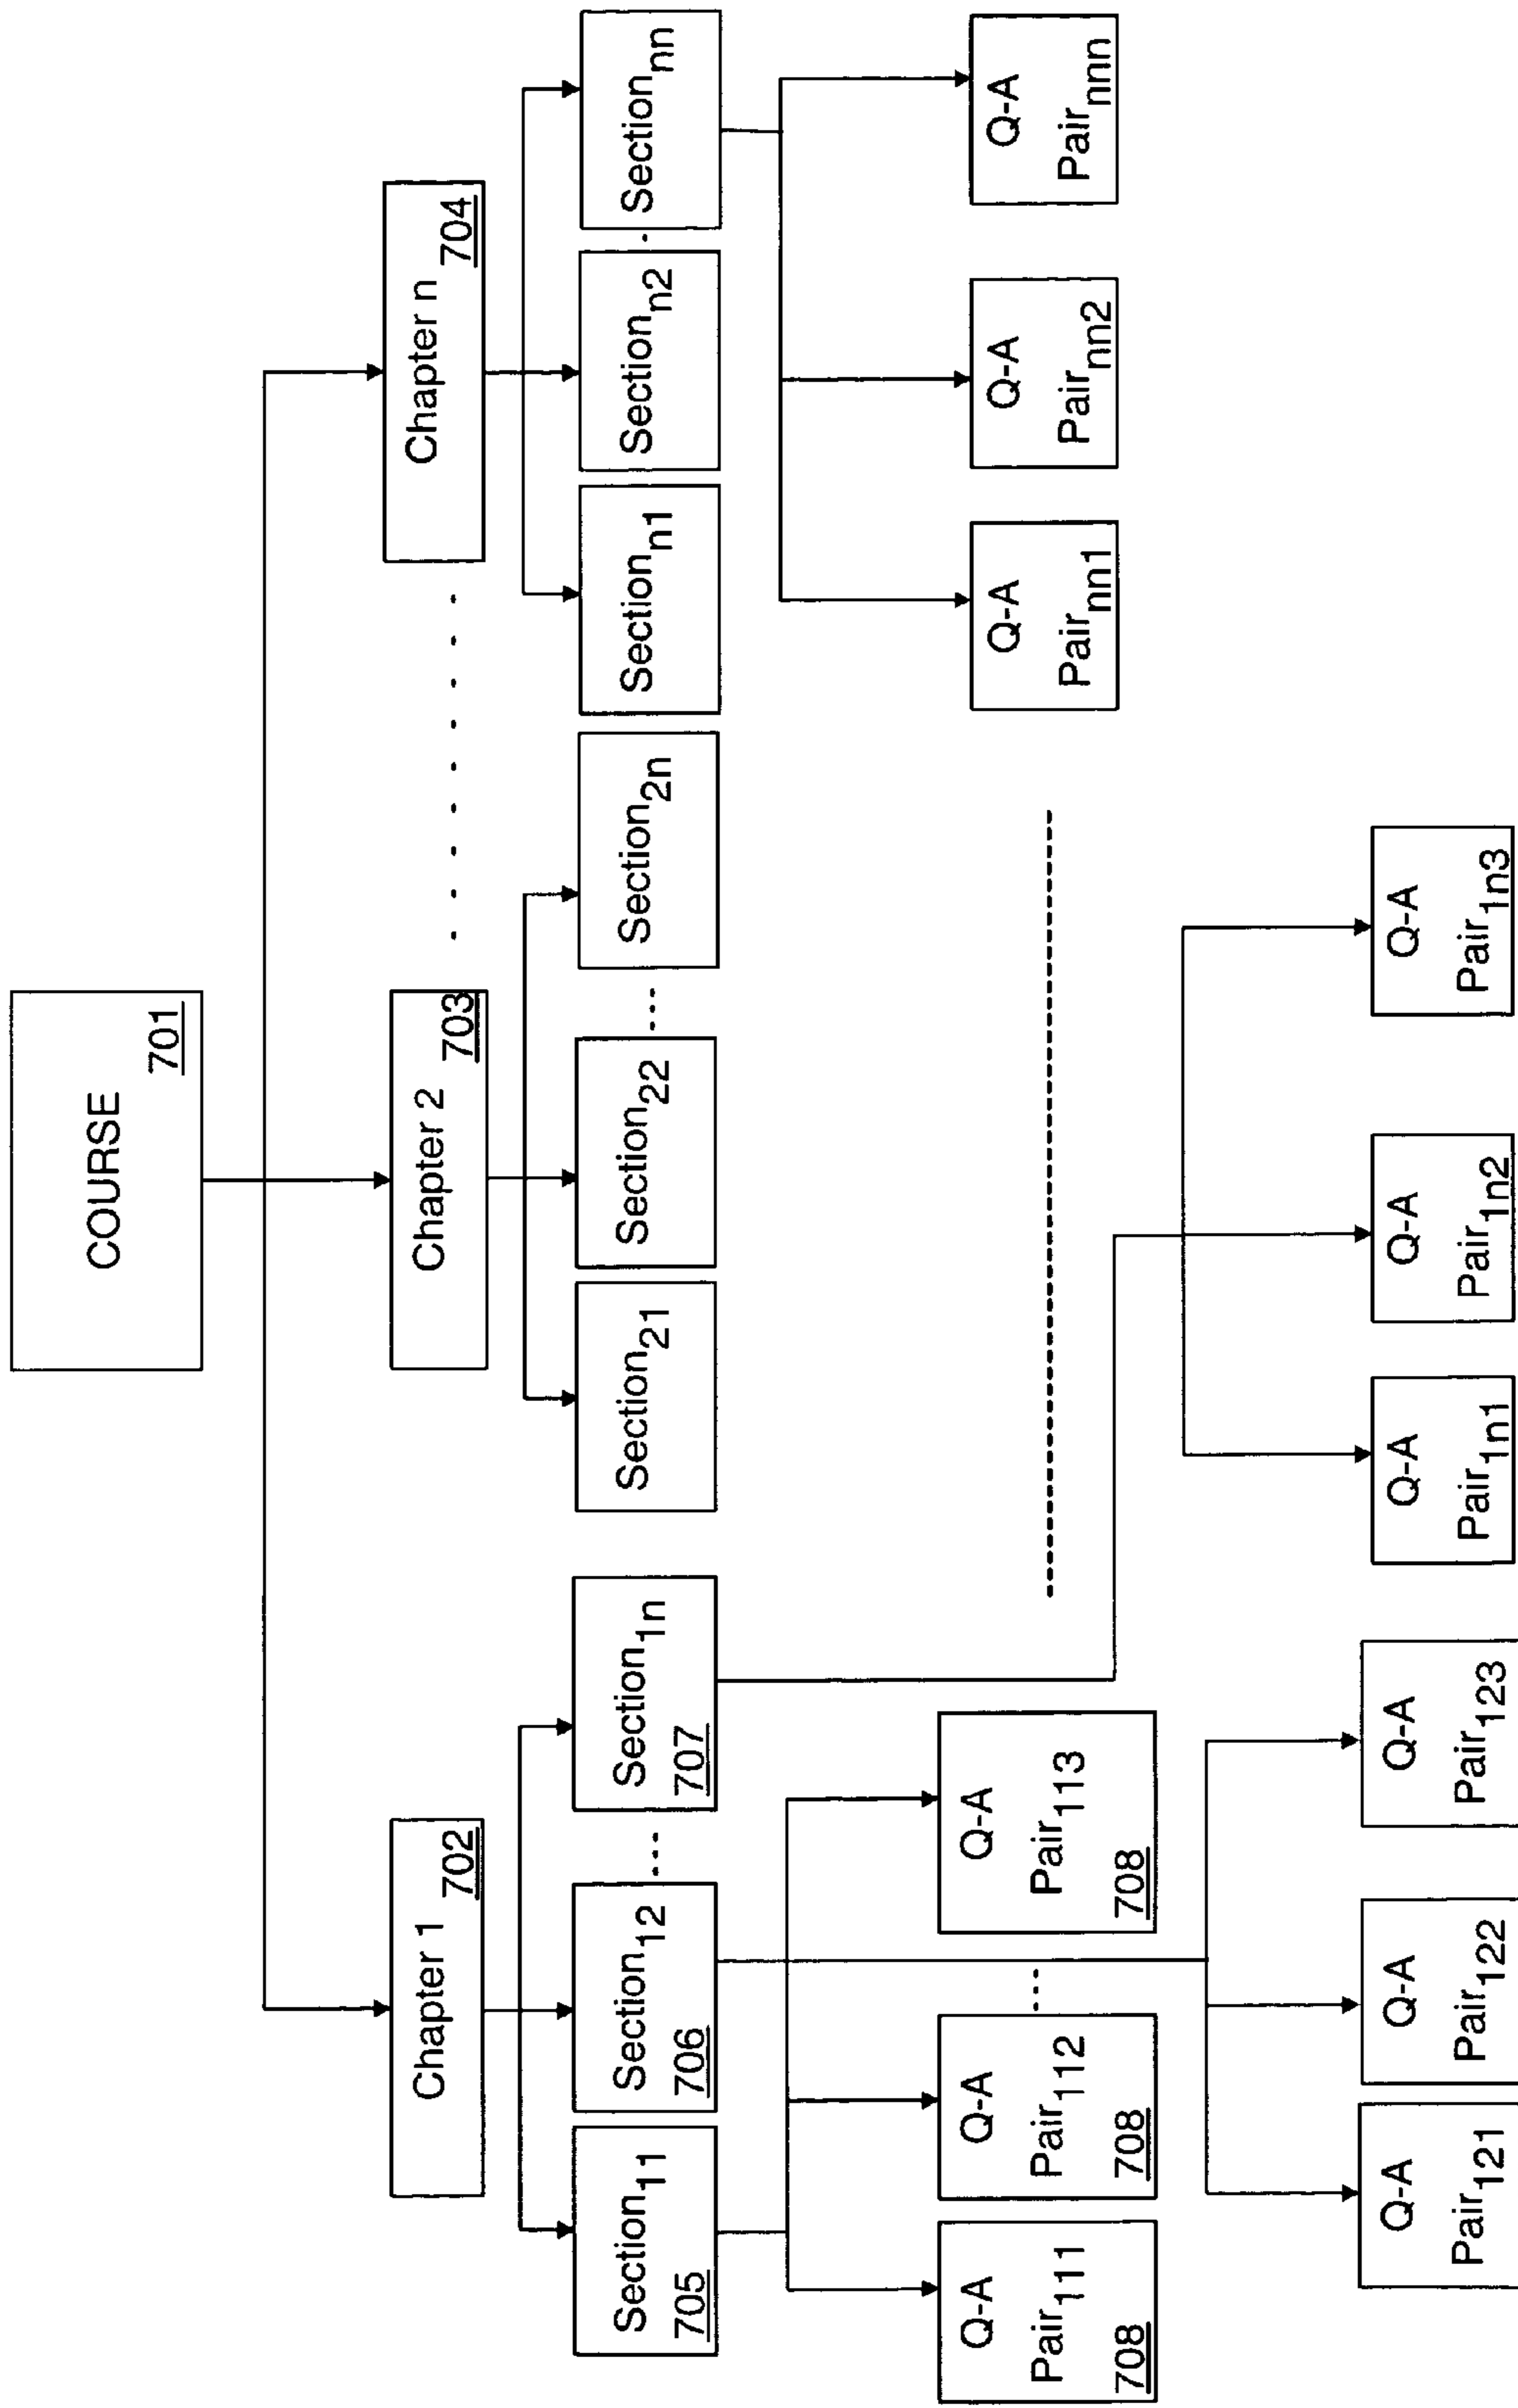 COURSE
701
Chapter 1
702
Chapter 2
703
. . . . . . . . .
Chapter n
704
Section11
705
Section12
706
...
Section1n
707
Section21
Section22
...
Section2n
Sectionn1
Sectionn2
.
Sectionnn
Q-A
Pair111
708
Q-A
Pair112
708
...
Q-A
Pair113
708
Q-A
Pairnn1
Q-A
Pairnn2
Q-A
Pairnnn
Q-A
Pair121
Q-A
Pair122
Q-A
Pair123
Q-A
Pair1n1
Q-A
Pair1n2
Q-A
Pair1n3